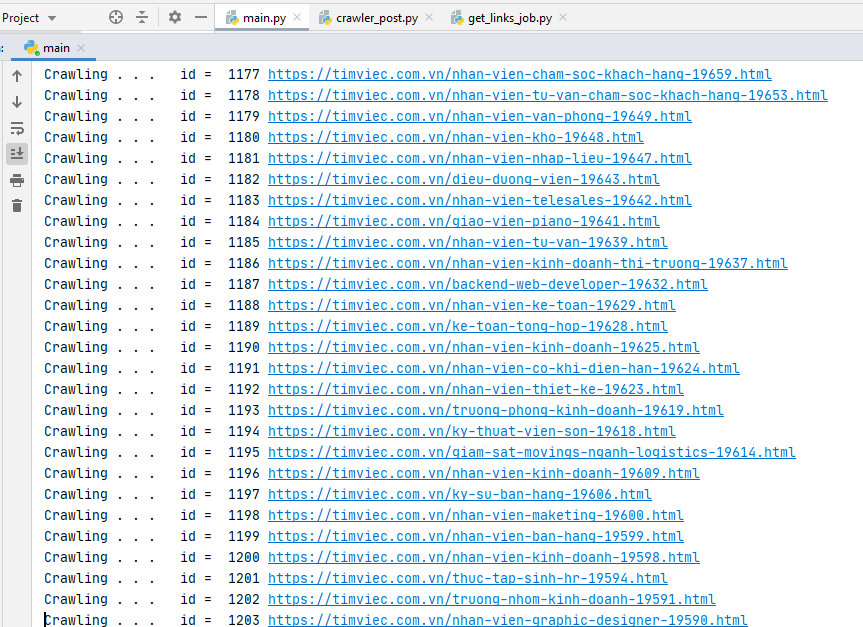 Project main.py crawler_post.py get_links_job.py
: main
Crawling . . . id = 1177 https://timviec.com.vn/nhan-vien-cham-soc-khach-hang-19659.html
Crawling . . . id = 1178 https://timviec.com.vn/nhan-vien-tu-van-cham-soc-khach-hang-19653.html
Crawling . . . id = 1179 https://timviec.com.vn/nhan-vien-van-phong-19649.html
Crawling . . . id = 1180 https://timviec.com.vn/nhan-vien-kho-19648.html
Crawling . . . id = 1181 https://timviec.com.vn/nhan-vien-nhap-lieu-19647.html
Crawling . . . id = 1182 https://timviec.com.vn/dieu-duong-vien-19643.html
Crawling . . . id = 1183 https://timviec.com.vn/nhan-vien-telesales-19642.html
Crawling . . . id = 1184 https://timviec.com.vn/giao-vien-piano-19641.html
Crawling . . . id = 1185 https://timviec.com.vn/nhan-vien-tu-van-19639.html
Crawling . . . id = 1186 https://timviec.com.vn/nhan-vien-kinh-doanh-thi-truong-19637.html
Crawling . . . id = 1187 https://timviec.com.vn/backend-web-developer-19632.html
Crawling . . . id = 1188 https://timviec.com.vn/nhan-vien-ke-toan-19629.html
Crawling . . . id = 1189 https://timviec.com.vn/ke-toan-tong-hop-19628.html
Crawling . . . id = 1190 https://timviec.com.vn/nhan-vien-kinh-doanh-19625.html
Crawling . . . id = 1191 https://timviec.com.vn/nhan-vien-co-khi-dien-han-19624.html
Crawling . . . id = 1192 https://timviec.com.vn/nhan-vien-thiet-ke-19623.html
Crawling . . . id = 1193 https://timviec.com.vn/truong-phong-kinh-doanh-19619.html
Crawling . . . id = 1194 https://timviec.com.vn/ky-thuat-vien-son-19618.html
Crawling . . . id = 1195 https://timviec.com.vn/giam-sat-movings-nganh-logistics-19614.html
Crawling . . . id = 1196 https://timviec.com.vn/nhan-vien-kinh-doanh-19609.html
Crawling . . . id = 1197 https://timviec.com.vn/ky-su-ban-hang-19606.html
Crawling . . . id = 1198 https://timviec.com.vn/nhan-vien-maketing-19600.html
Crawling . . . id = 1199 https://timviec.com.vn/nhan-vien-ban-hang-19599.html
Crawling . . . id = 1200 https://timviec.com.vn/nhan-vien-kinh-doanh-19598.html
Crawling . . . id = 1201 https://timviec.com.vn/thuc-tap-sinh-hr-19594.html
Crawling . . . id = 1202 https://timviec.com.vn/truong-nhom-kinh-doanh-19591.html
Crawling . . . id = 1203 https://timviec.com.vn/nhan-vien-graphic-designer-19590.html